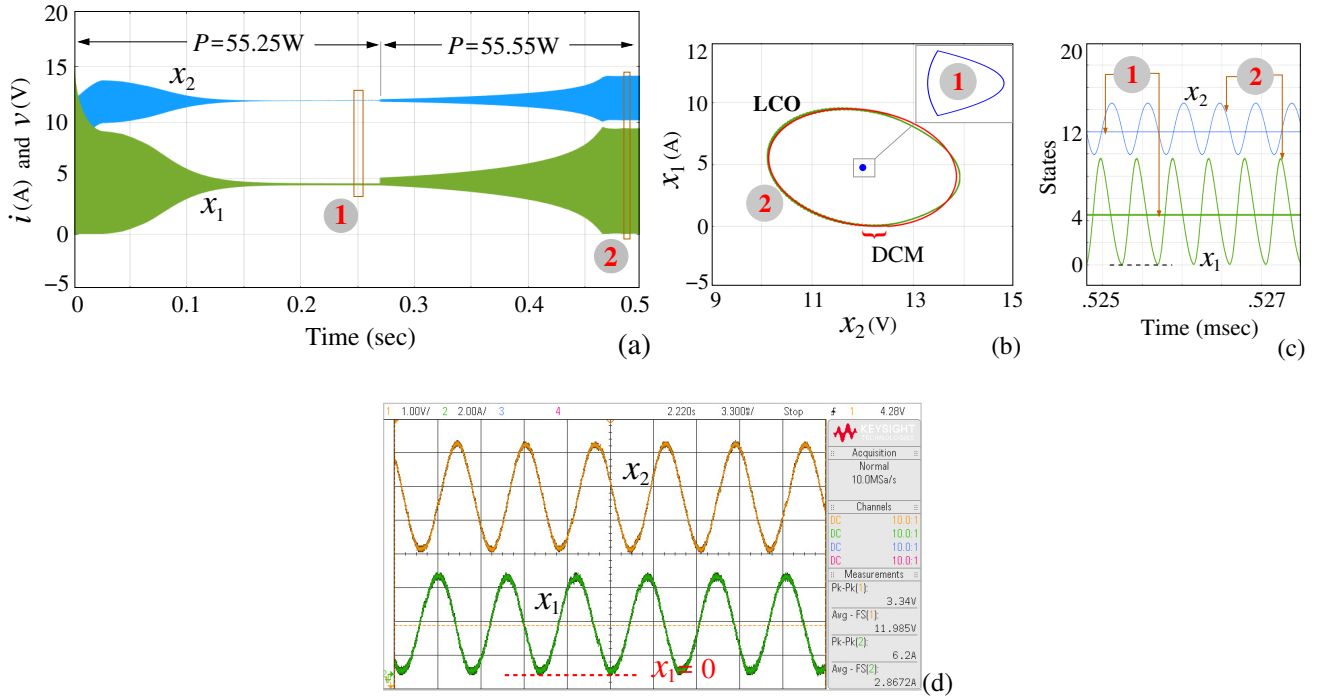 20
15
10
5
0
−5
i(A) and v(V)
P=55.25W
P=55.55W
x2
x1
1
2
0
0.1
0.2
0.3
0.4
0.5
Time (sec)
(a)
12
10
5
0
−5
x1(A)
LCO
1
2
DCM
9
11
13
15
x2(V)
(b)
20
16
12
8
4
0
States
1
2
x2
x1
.525
.527
Time (msec)
(c)
1 1.00V/ 2 2.00A/ 3 4 2.220s 3.300ms/ Stop 1 4.28V
KEYSIGHT
TECHNOLOGIES
Acquisition
Normal
10.0MSa/s
Channels
DC 10.0:1
DC 10.0:1
DC 10.0:1
DC 10.0:1
Measurements
Pk-Pk(1):
3.34V
Avg - FS(1):
11.985V
Pk-Pk(2):
6.2A
Avg - FS(2):
2.8672A
x2
x1
x1= 0
(d)